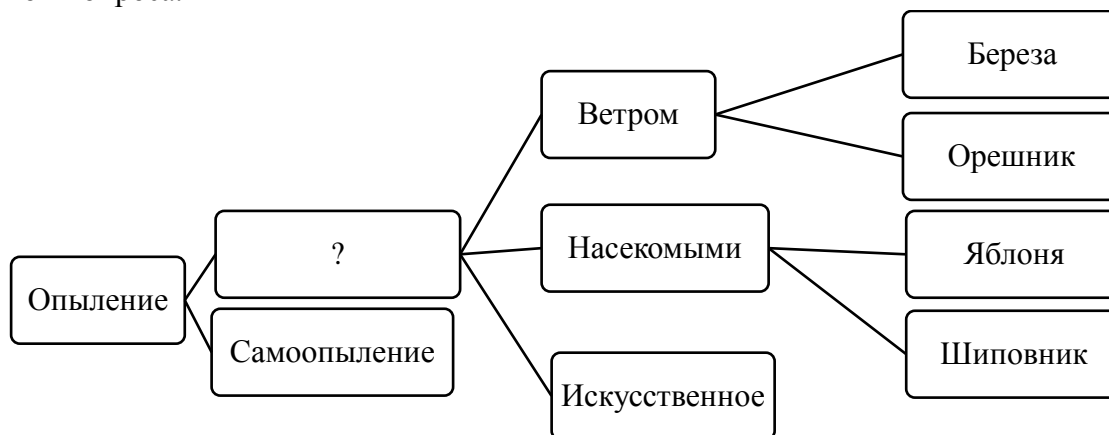 Береза
Ветром
Орешник
?
Насекомыми
Яблоня
Опыление
Самоопыление
Шиповник
Искусственное